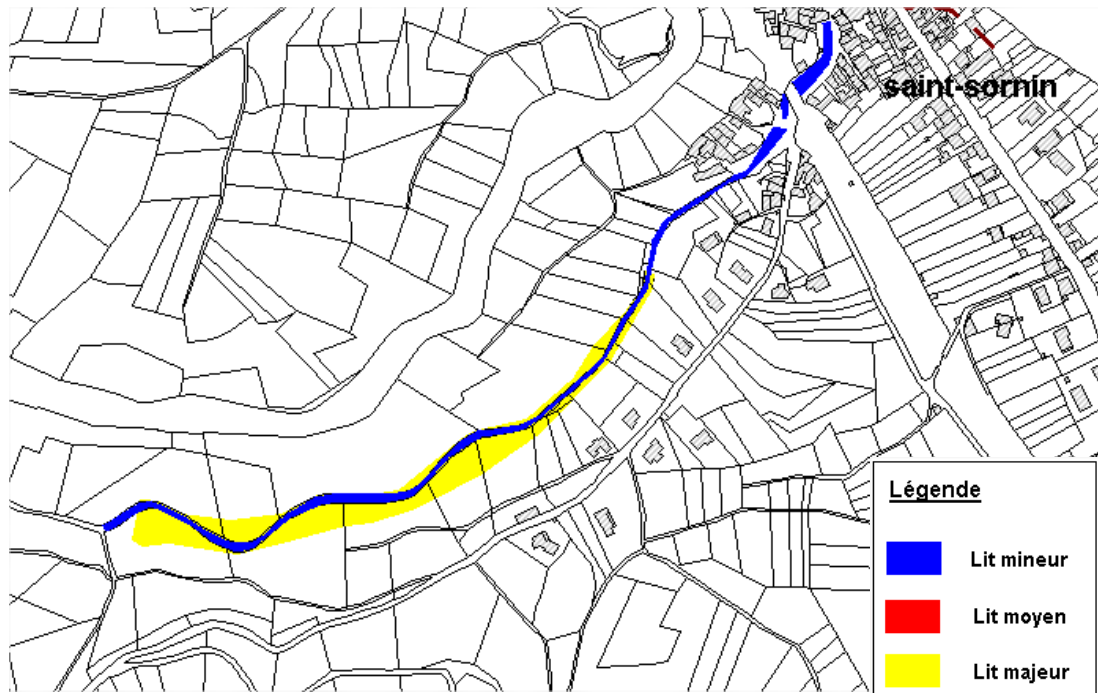 saint-sornin
Légende
Lit mineur
Lit moyen
Lit majeur